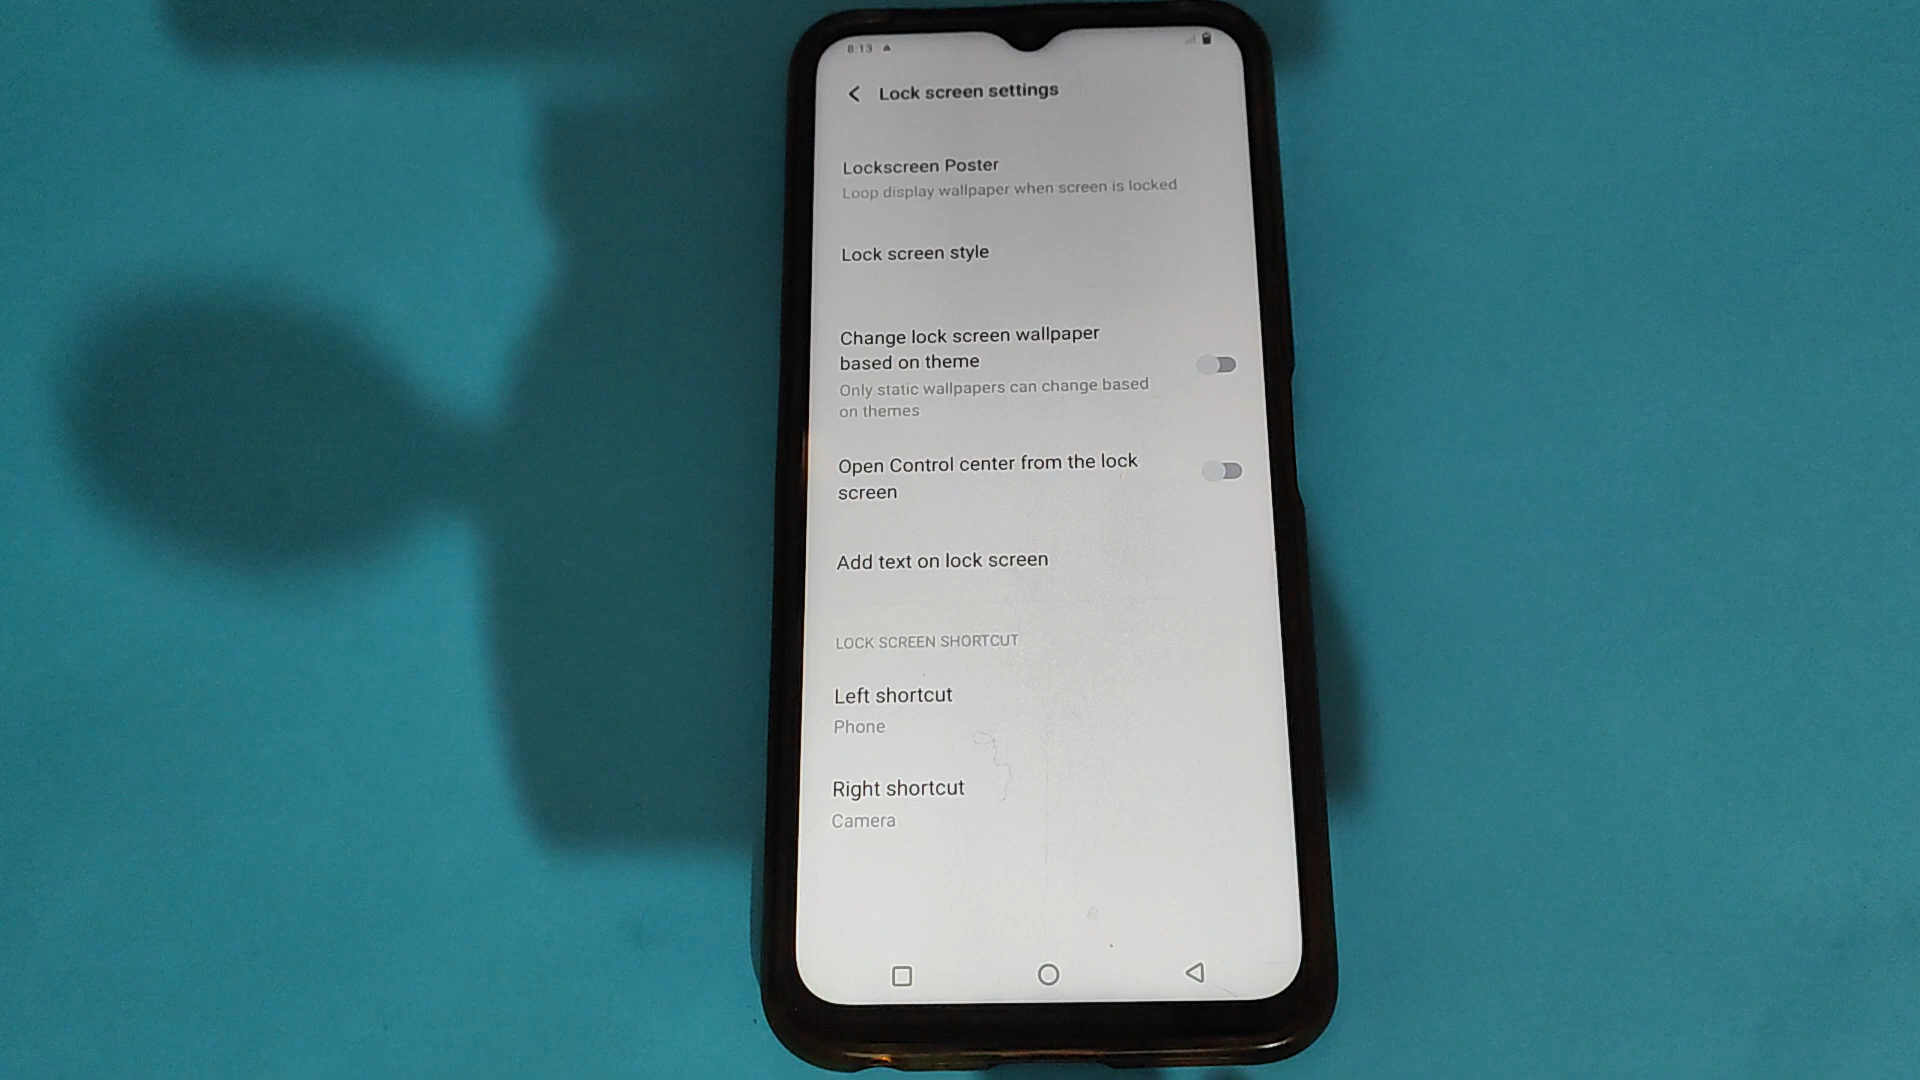 8:13
Lock screen settings
Lockscreen Poster
Loop display wallpaper when screen is locked
Lock screen style
Change lock screen wallpaper
based on theme
Only static wallpapers can change based
on themes
Open Control center from the lock
screen
Add text on lock screen
LOCK SCREEN SHORTCUT
Left shortcut
Phone
Right shortcut
Camera